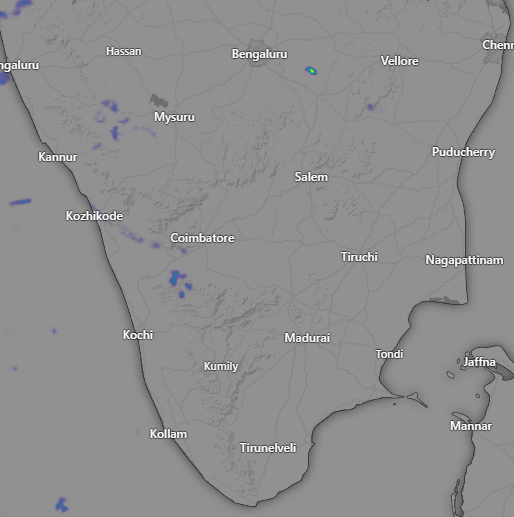 Hassan
Bengaluru
Chenn
ngaluru
Vellore
Mysuru
Kannur
Puducherry
Salem
Kozhikode
Coimbatore
Tiruchi
Nagapattinam
Kochi
Madurai
Tondi
Kumily
Jaffna
Kollam
Mannar
Tirunelveli